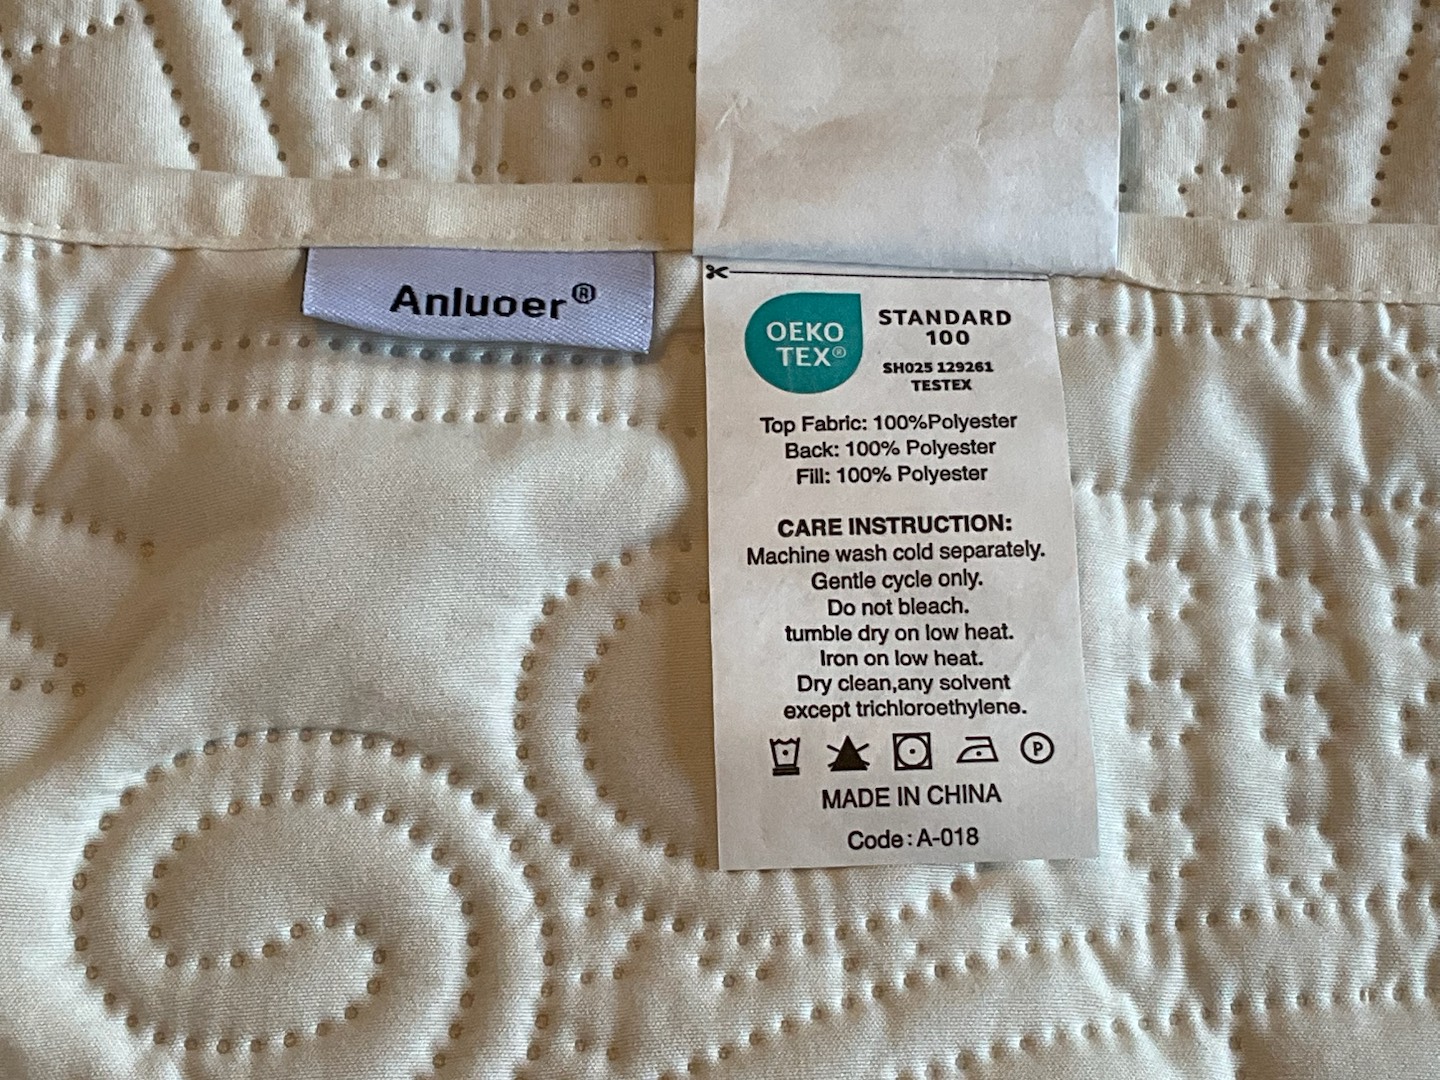 Anluoer®
OEKO
TEX®
STANDARD
100
SH025 129261
TESTEX
Top Fabric: 100%Polyester
Back: 100% Polyester
Fill: 100% Polyester
CARE INSTRUCTION:
Machine wash cold separately.
Gentle cycle only.
Do not bleach.
tumble dry on low heat.
Iron on low heat.
Dry clean,any solvent
except trichloroethylene.
P
MADE IN CHINA
Code: A-018